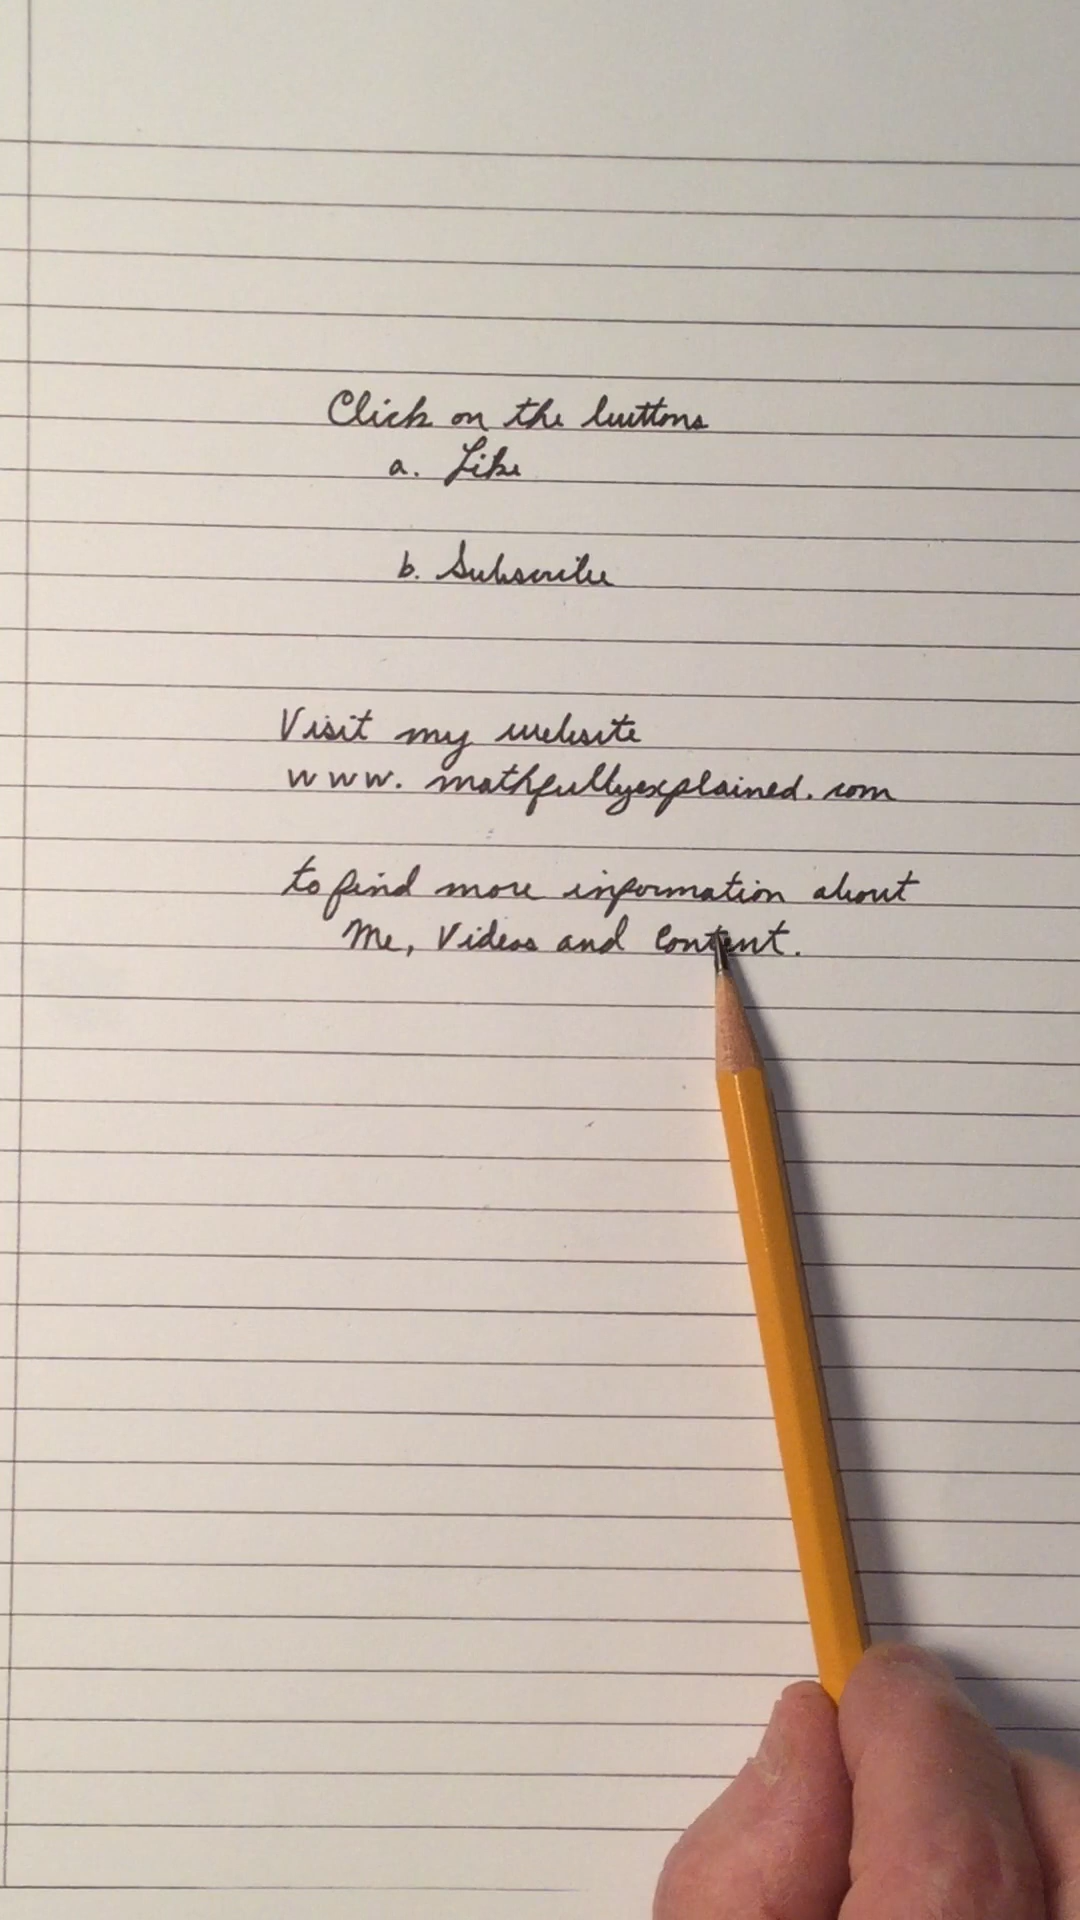 Click on the buttons
a. Like
b. Subscribe
Visit my website
www.mathfullyexplained.com
to find more information about
Me, Videos and Content.